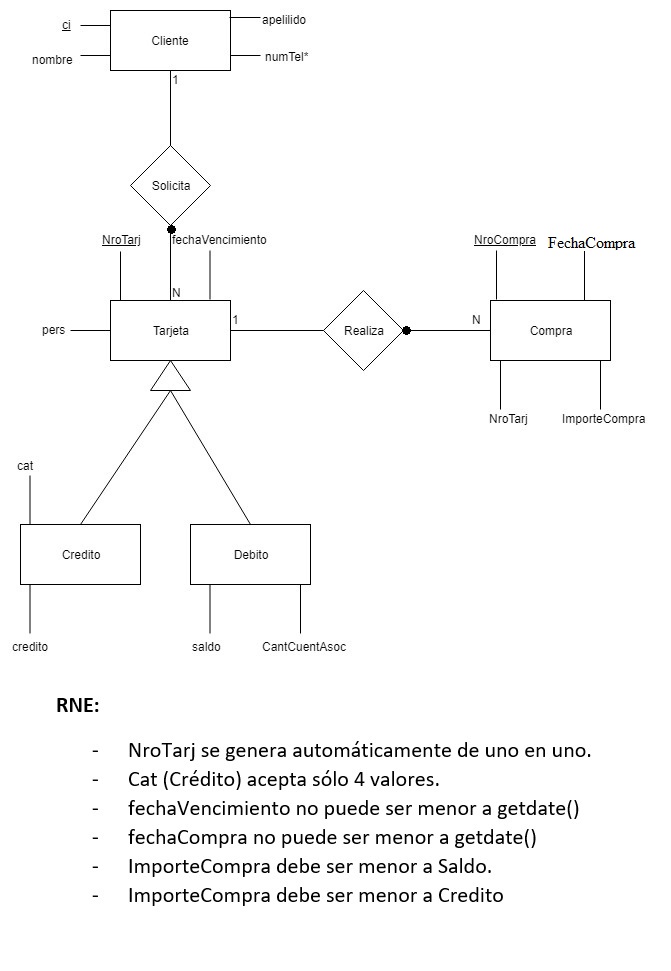 ci
apelilido
Cliente
nombre
numTel*
1
Solicita
NroTarj
fechaVencimiento
NroCompra
FechaCompra
N
pers
Tarjeta
1
Realiza
N
Compra
NroTarj
ImporteCompra
cat
Credito
Debito
credito
saldo
CantCuentAsoc
RNE:
- NroTarj se genera automáticamente de uno en uno.
- Cat (Crédito) acepta sólo 4 valores.
- fechaVencimiento no puede ser menor a getdate()
- fechaCompra no puede ser menor a getdate()
- ImporteCompra debe ser menor a Saldo.
- ImporteCompra debe ser menor a Credito